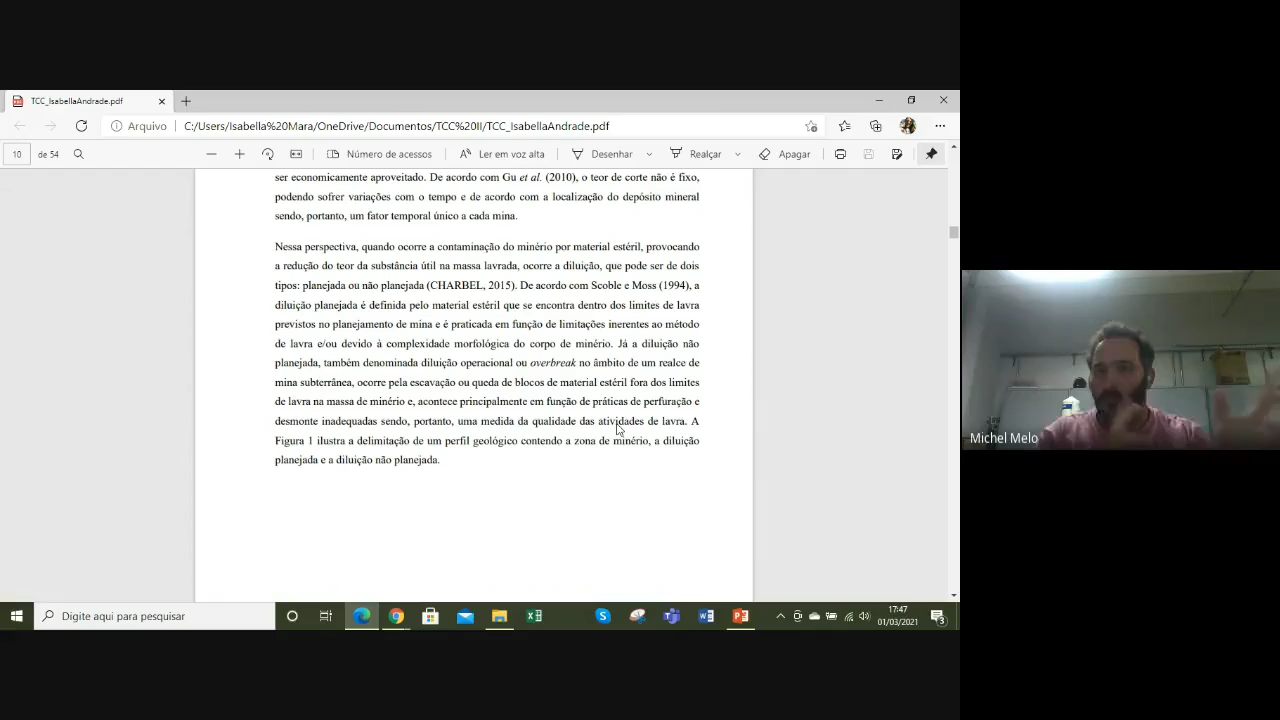 TCC_IsabellaAndrade.pdf
Arquivo
C:/Users/Isabella%20Mara/OneDrive/Documentos/TCC%20II/TCC_IsabellaAndrade.pdf
10 de 54
Número de acessos
Ler em voz alta
Desenhar
Realçar
Apagar
ser economicamente aproveitado. De acordo com Gu et al. (2010), o teor de corte não é fixo,
podendo sofrer variações com o tempo e de acordo com a localização do depósito mineral
sendo, portanto, um fator temporal único a cada mina.
Nessa perspectiva, quando ocorre a contaminação do minério por material estéril, provocando
a redução do teor da substância útil na massa lavrada, ocorre a diluição, que pode ser de dois
tipos: planejada ou não planejada (CHARBEL, 2015). De acordo com Scoble e Moss (1994), a
diluição planejada é definida pelo material estéril que se encontra dentro dos limites de lavra
previstos no planejamento de mina e é praticada em função de limitações inerentes ao método
de lavra e/ou devido à complexidade morfológica do corpo de minério. Já a diluição não
planejada, também denominada diluição operacional ou overbreak no âmbito de um realce de
mina subterrânea, ocorre pela escavação ou queda de blocos de material estéril fora dos limites
de lavra na massa de minério e, acontece principalmente em função de práticas de perfuração e
desmonte inadequadas sendo, portanto, uma medida da qualidade das atividades de lavra. A
Figura 1 ilustra a delimitação de um perfil geológico contendo a zona de minério, a diluição
planejada e a diluição não planejada.
Michel Melo
Digite aqui para pesquisar
17:47
01/03/2021
3